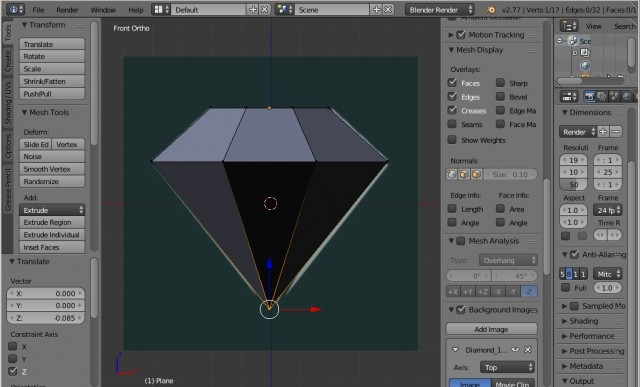 File Render Window Help Default Scene Blender Render v2.77 | Verts:1/17 | Edges:0/32 | Faces:0/1
Tools
Create
Shading / UVs
Options
Grease Pencil
Transform
Translate
Rotate
Scale
Shrink/Fatten
Push/Pull
Mesh Tools
Deform:
Slide Ed Vertex
Noise
Smooth Vertex
Randomize
Add:
Extrude
Extrude Region
Extrude Individual
Inset Faces
Translate
Vector
X: 0.000
Y: 0.000
Z: -0.085
Constraint Axis
X
Y
Z
Front Ortho
(1) Plane
Motion Tracking
Mesh Display
Overlays:
Faces Sharp
Edges Bevel
Creases Edge Ma
Seams Face Ma
Show Weights
Normals:
Size: 0.10
Edge Info: Face Info:
Length Area
Angle Angle
Mesh Analysis
Type: Overhang
0° 45°
+X +Y +Z -X -Y -Z
Background Images
Add Image
Diamond_1...
Axis: Top
Image Movie Clip
View Search
Sce
Dimensions
Render
Resoluti Frame
19 : 1
10 25
50 : 1
Aspect Frame
1.0 24 fp
1.0 Time R
Anti-Aliasing
5 8 1 1 Mitc
Full 1.0
Sampled Mo
Shading
Performance
Post Processing
Metadata
Output